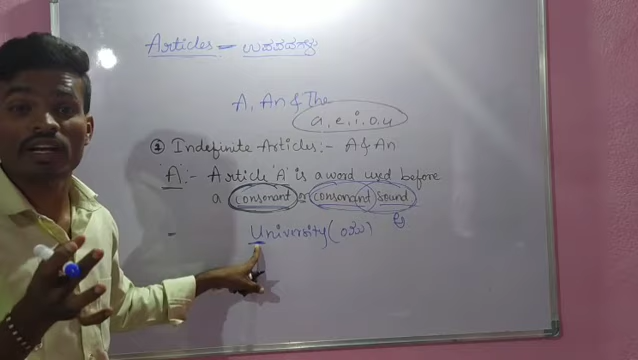 Articles = ಉಪಪದಗಳು
A, An & The
a, e, i, o, u
① Indefinite Articles:- A & An
'A':- Article 'A' is a word used before
a consonant or consonant sound
- University (ಯು)